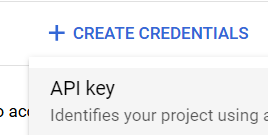 + CREATE CREDENTIALS
API key
Identifies your project using